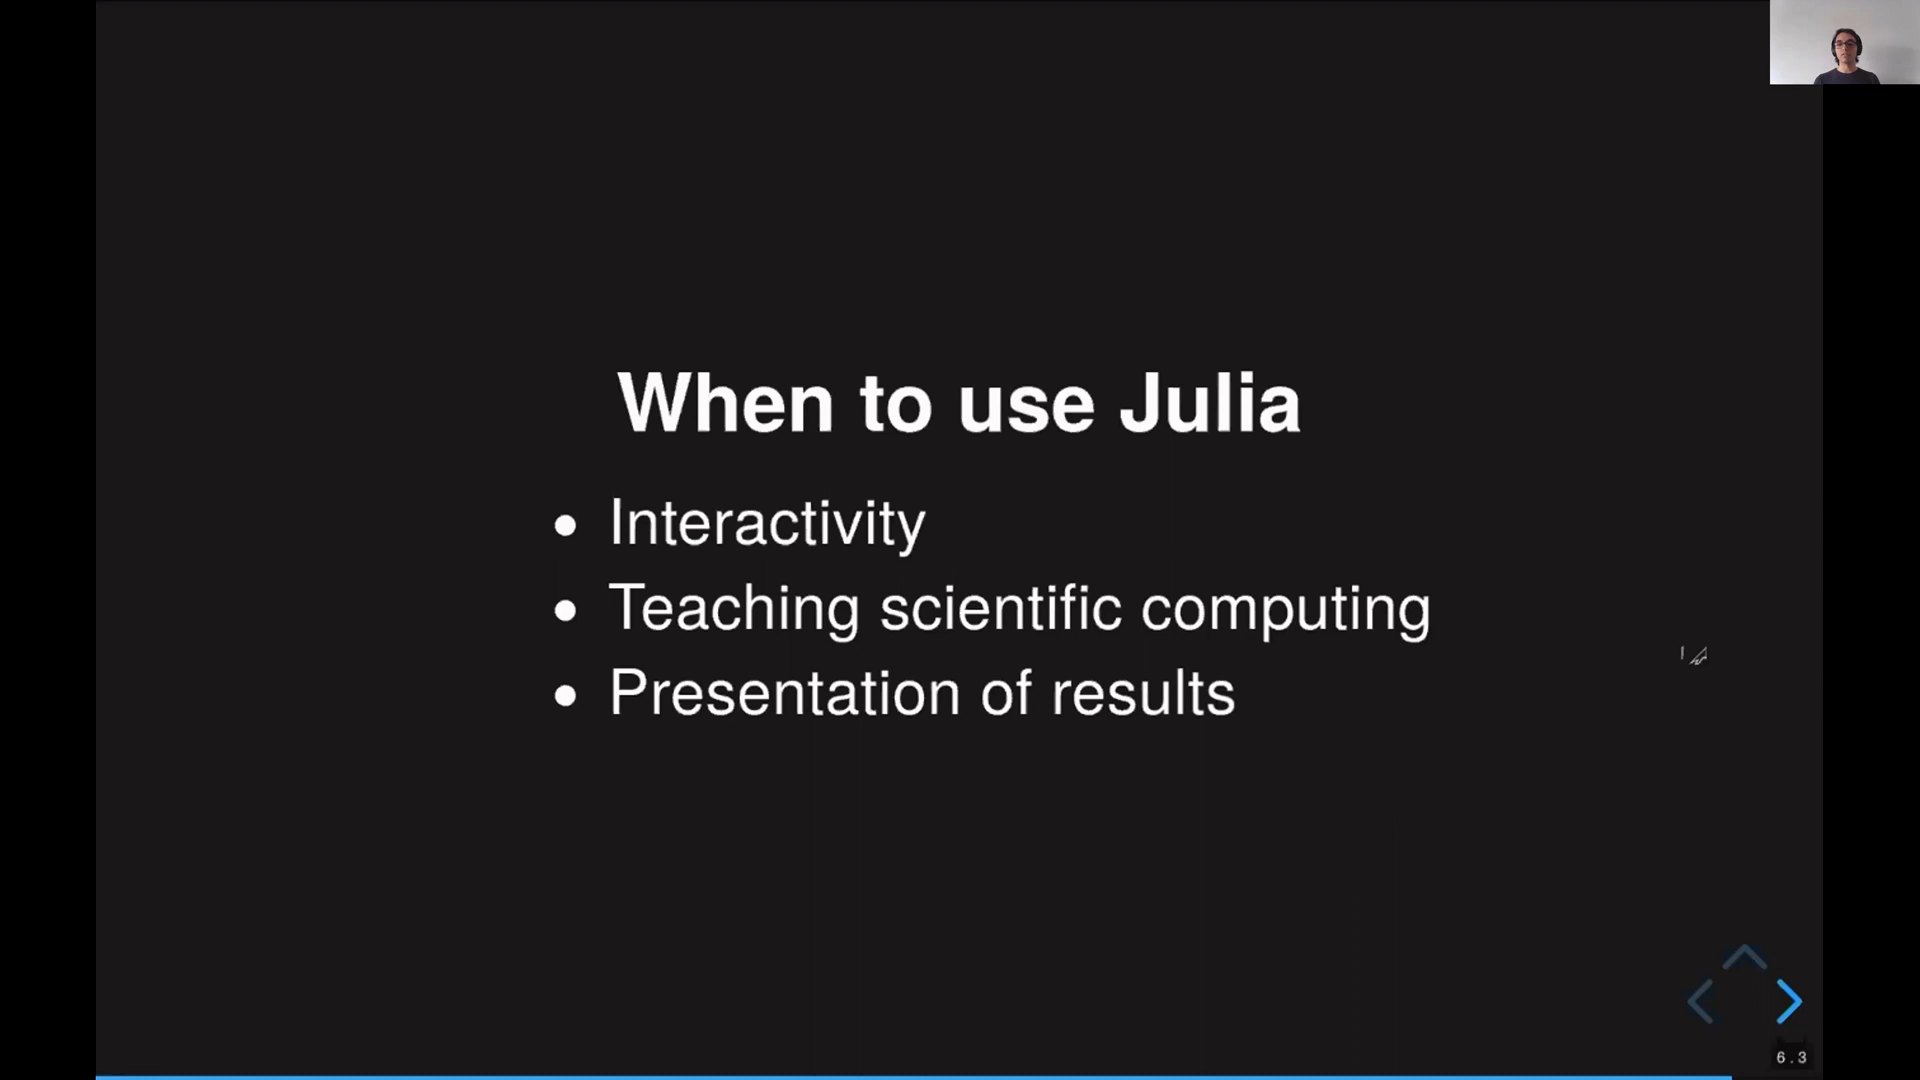 When to use Julia
Interactivity
Teaching scientific computing
Presentation of results
6.3